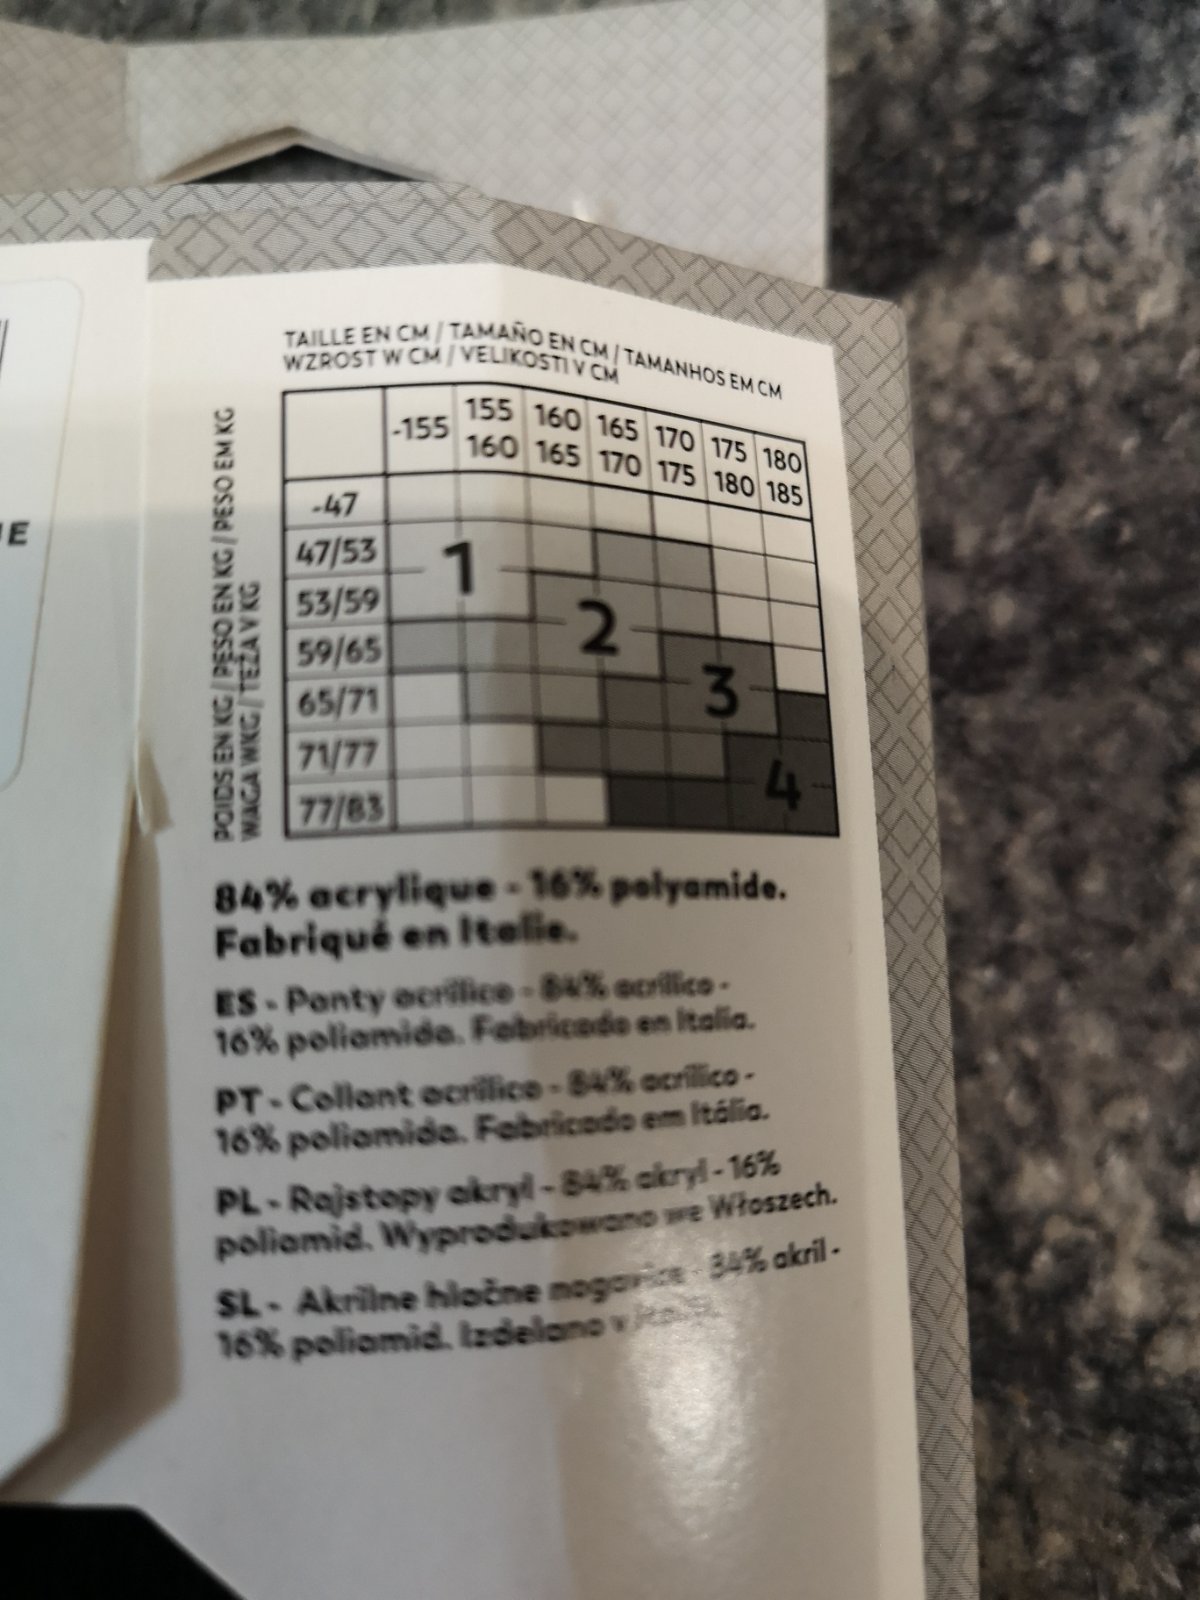 TAILLE EN CM / TAMAÑO EN CM / TAMANHOS EM CM
WZROST W CM / VELIKOSTI V CM
POIDS EN KG / PESO EN KG / PESO EM KG
WAGA W KG / TEŽA V KG
-155 155 160 165 170 175 180
160 165 170 175 180 185
-47
47/53
1
53/59
2
59/65
3
65/71
71/77
4
77/83
84% acrylique - 16% polyamide.
Fabriqué en Italie.
ES - Panty acrílico - 84% acrílico -
16% poliamida. Fabricado en Italia.
PT - Collant acrílico - 84% acrílico -
16% poliamida. Fabricado em Itália.
PL - Rajstopy akryl - 84% akryl - 16%
poliamid. Wyprodukowano we Włoszech.
SL - Akrilne hlačne nogavice - 84% akril -
16% poliamid. Izdelano v